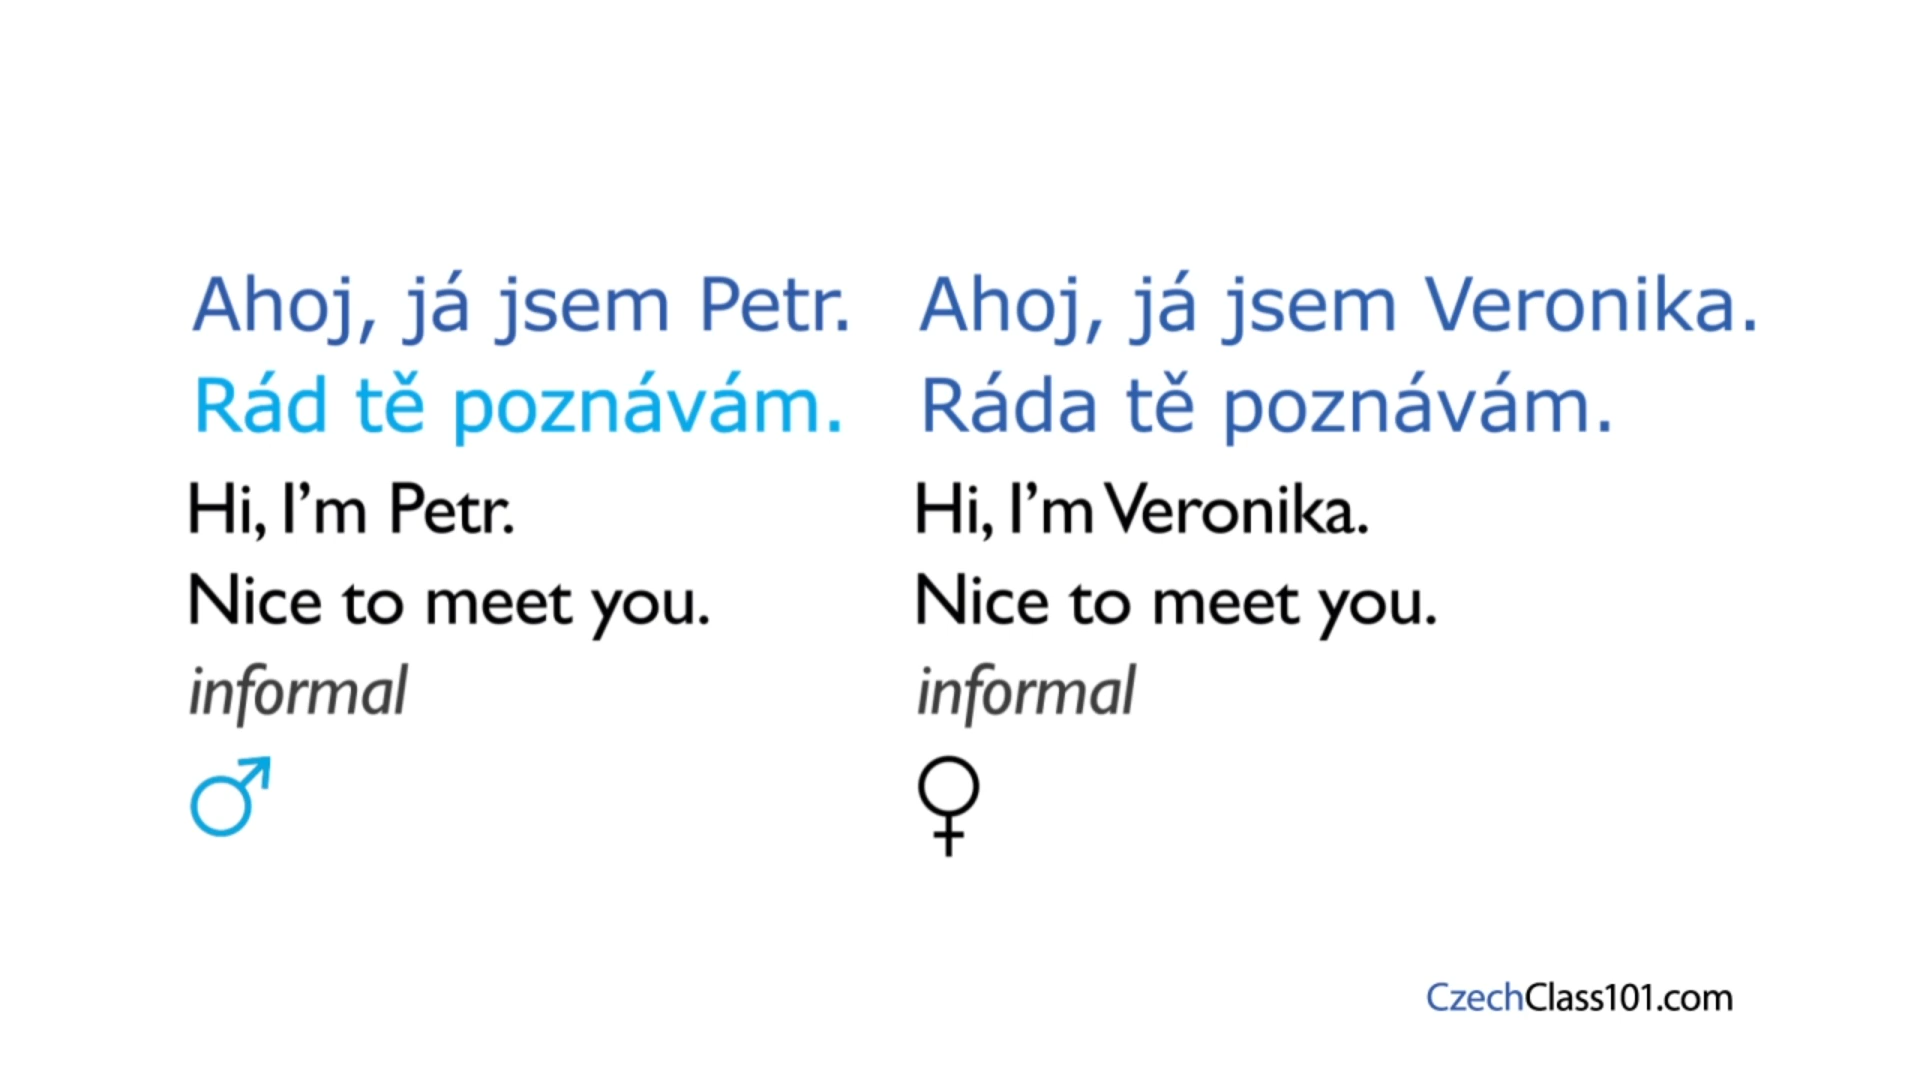 Ahoj, já jsem Petr.
Rád tě poznávám.
Hi, I'm Petr.
Nice to meet you.
informal
Ahoj, já jsem Veronika.
Ráda tě poznávám.
Hi, I'm Veronika.
Nice to meet you.
informal
CzechClass101.com